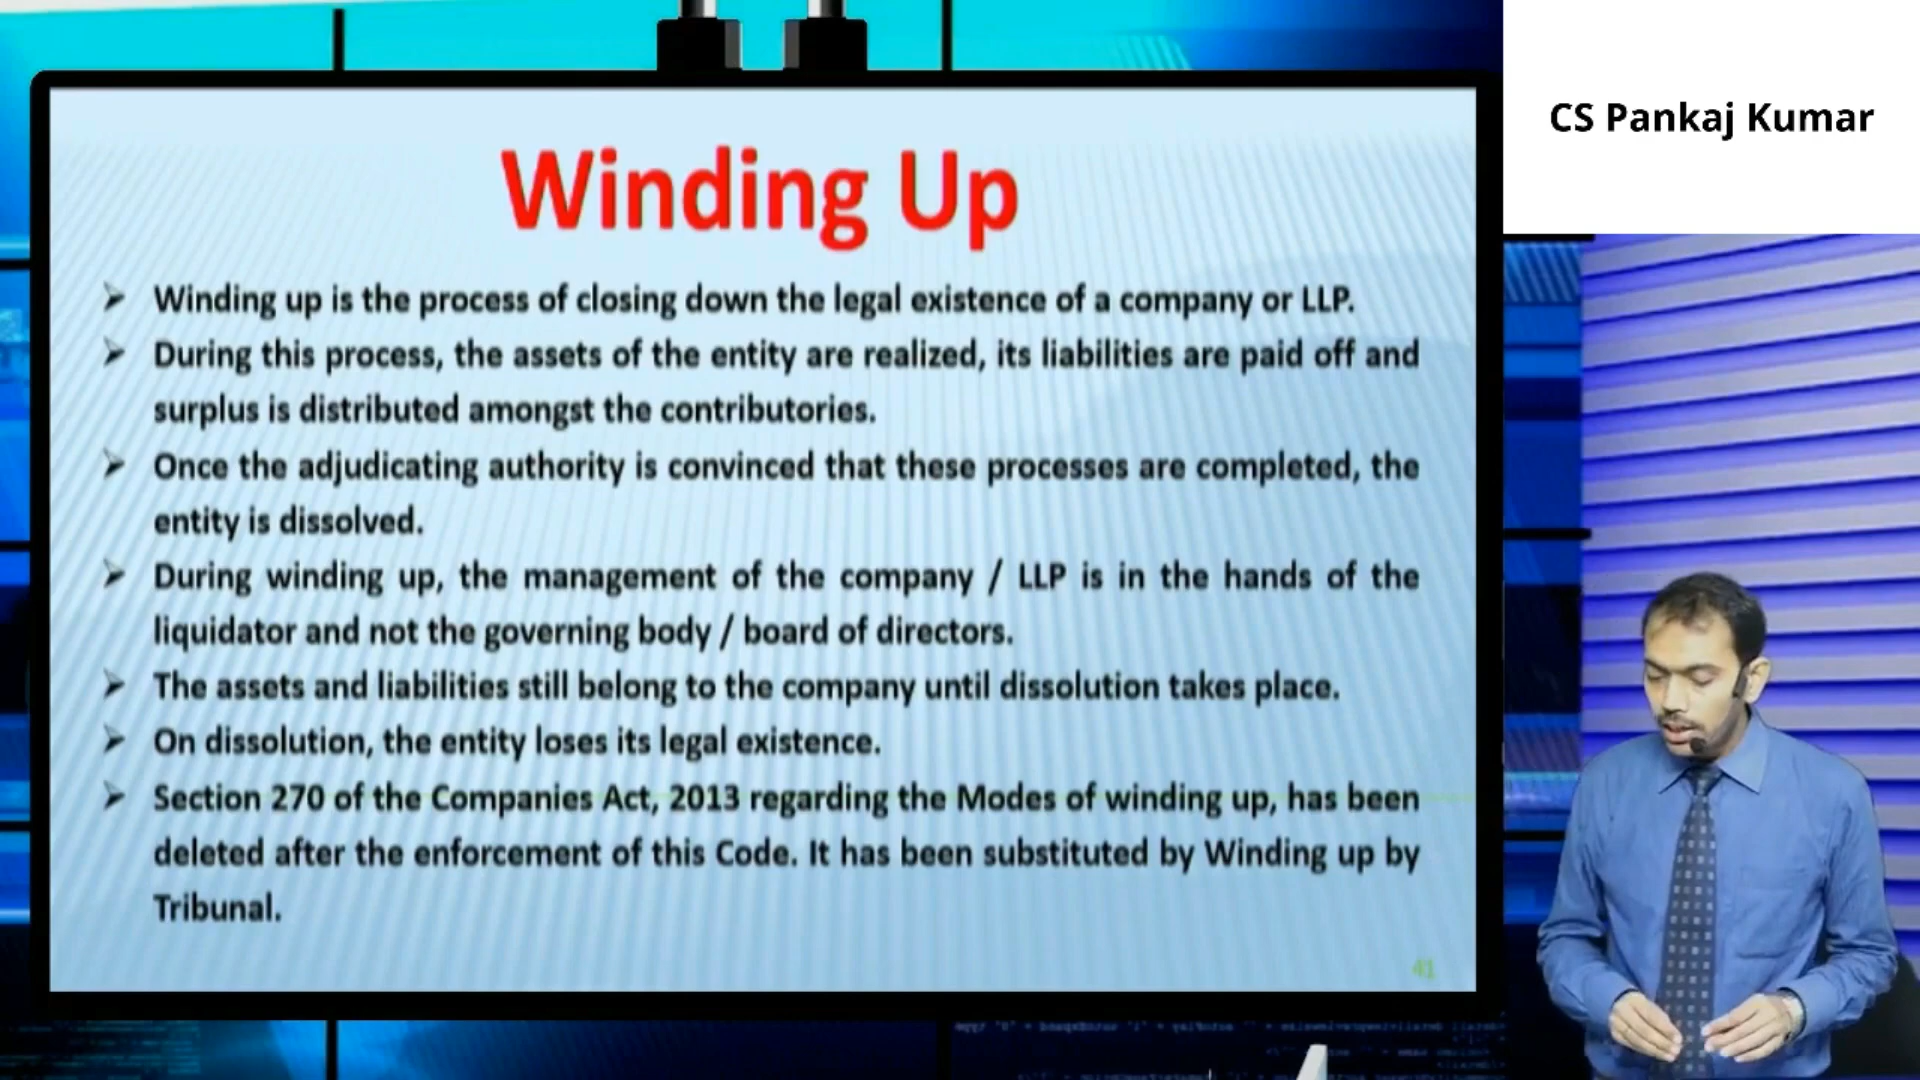 CS Pankaj Kumar
Winding Up
➢ Winding up is the process of closing down the legal existence of a company or LLP.
➢ During this process, the assets of the entity are realized, its liabilities are paid off and
surplus is distributed amongst the contributories.
➢ Once the adjudicating authority is convinced that these processes are completed, the
entity is dissolved.
➢ During winding up, the management of the company / LLP is in the hands of the
liquidator and not the governing body / board of directors.
➢ The assets and liabilities still belong to the company until dissolution takes place.
➢ On dissolution, the entity loses its legal existence.
➢ Section 270 of the Companies Act, 2013 regarding the Modes of winding up, has been
deleted after the enforcement of this Code. It has been substituted by Winding up by
Tribunal.
41